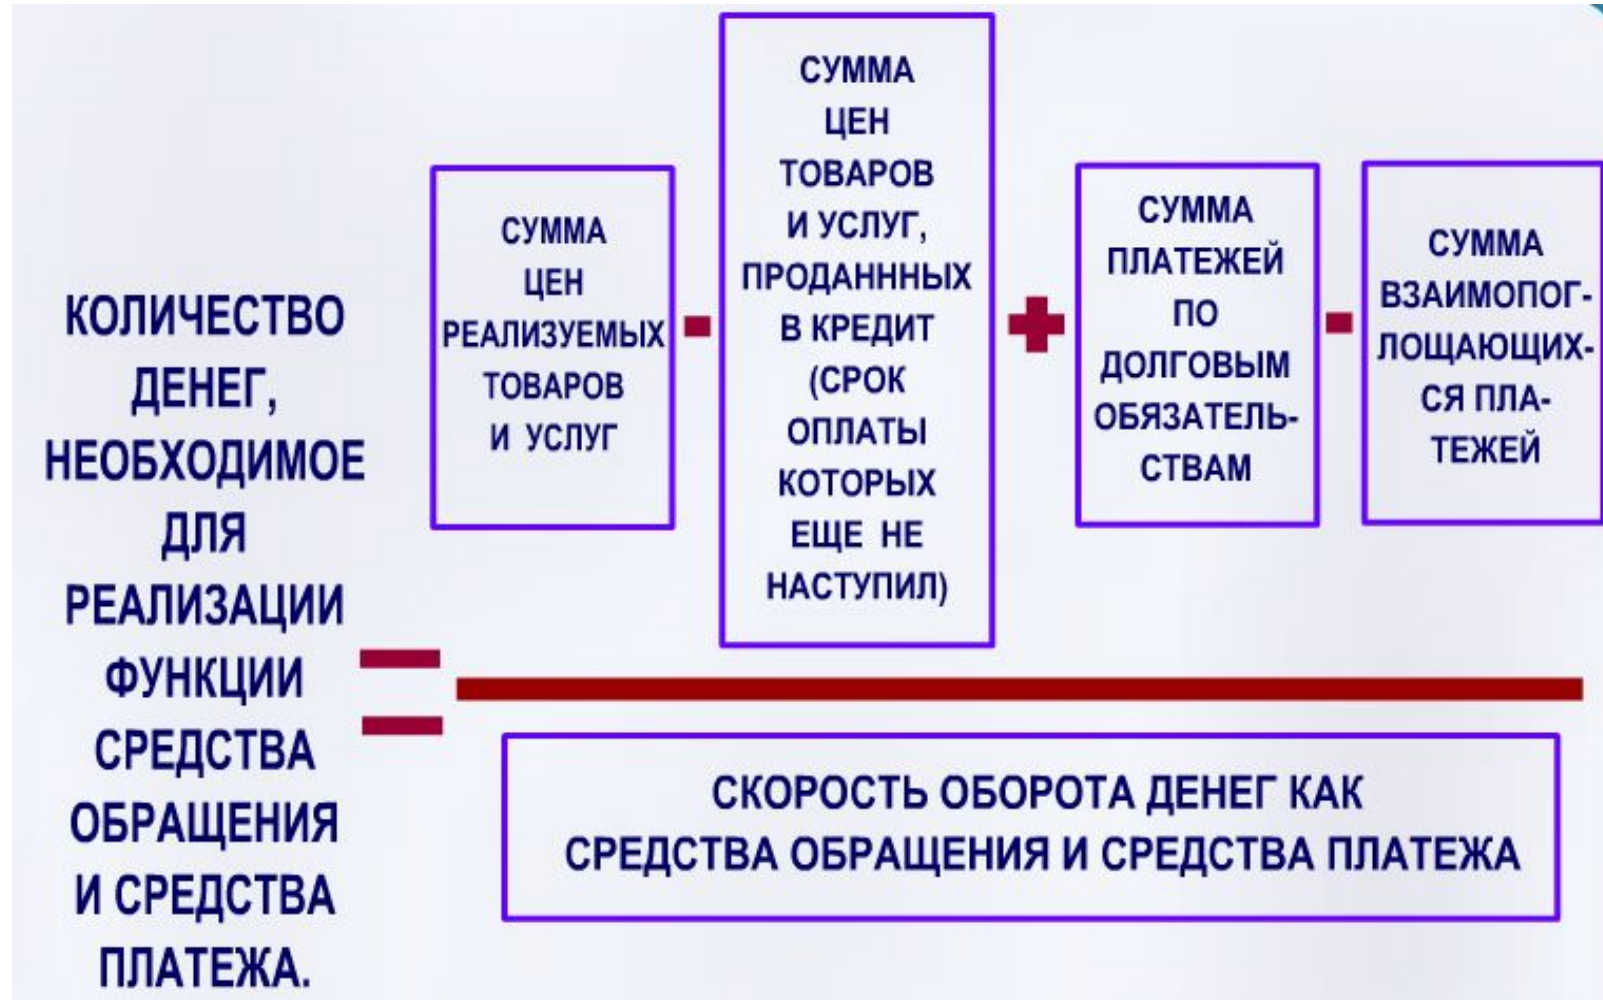 КОЛИЧЕСТВО
ДЕНЕГ,
НЕОБХОДИМОЕ
ДЛЯ
РЕАЛИЗАЦИИ
ФУНКЦИИ
СРЕДСТВА
ОБРАЩЕНИЯ
И СРЕДСТВА
ПЛАТЕЖА.
=
СУММА
ЦЕН
РЕАЛИЗУЕМЫХ
ТОВАРОВ
И УСЛУГ
-
СУММА
ЦЕН
ТОВАРОВ
И УСЛУГ,
ПРОДАНННЫХ
В КРЕДИТ
(СРОК
ОПЛАТЫ
КОТОРЫХ
ЕЩЕ НЕ
НАСТУПИЛ)
+
СУММА
ПЛАТЕЖЕЙ
ПО
ДОЛГОВЫМ
ОБЯЗАТЕЛЬ-
СТВАМ
-
СУММА
ВЗАИМОПОГ-
ЛОЩАЮЩИХ-
СЯ ПЛА-
ТЕЖЕЙ
СКОРОСТЬ ОБОРОТА ДЕНЕГ КАК
СРЕДСТВА ОБРАЩЕНИЯ И СРЕДСТВА ПЛАТЕЖА